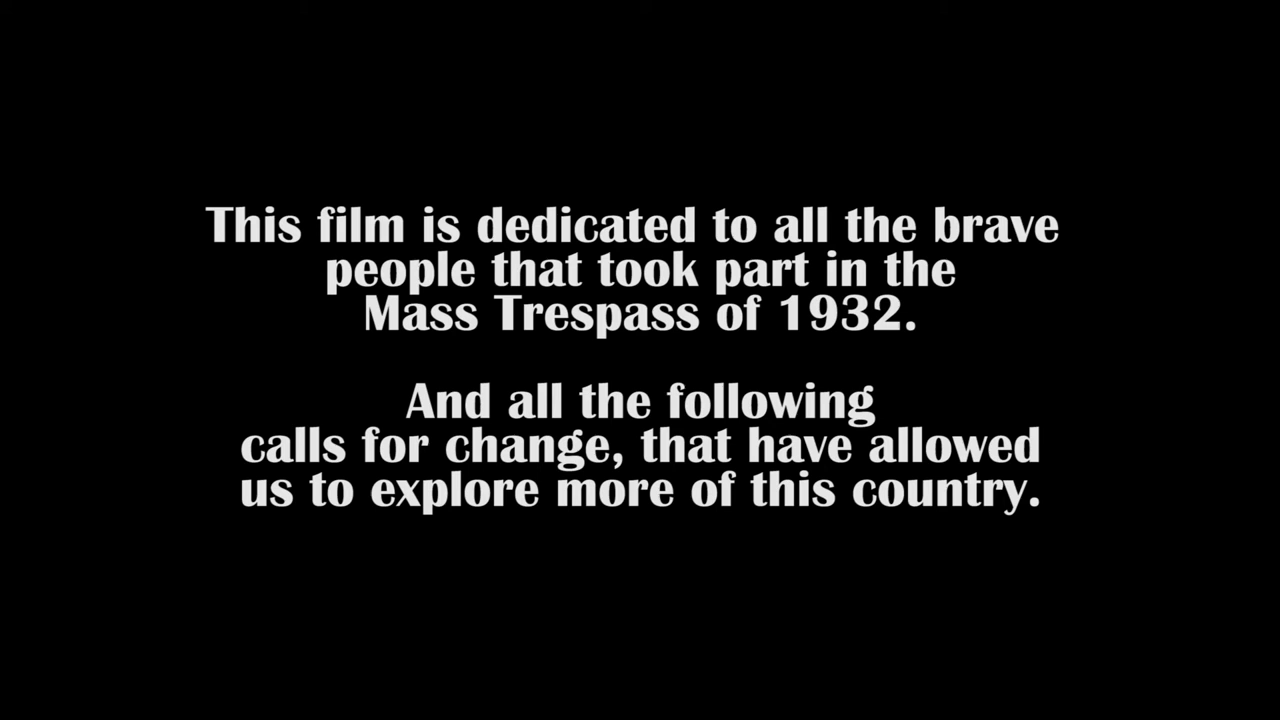 This film is dedicated to all the brave
people that took part in the
Mass Trespass of 1932.
And all the following
calls for change, that have allowed
us to explore more of this country.